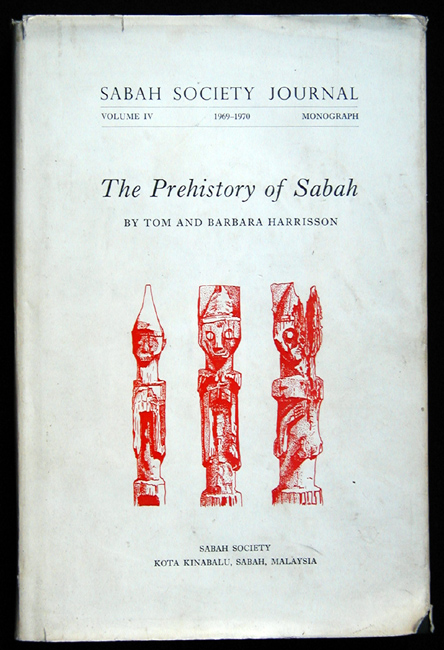 SABAH SOCIETY JOURNAL
VOLUME IV 1969–1970 MONOGRAPH
The Prehistory of Sabah
BY TOM AND BARBARA HARRISSON
SABAH SOCIETY
KOTA KINABALU, SABAH, MALAYSIA